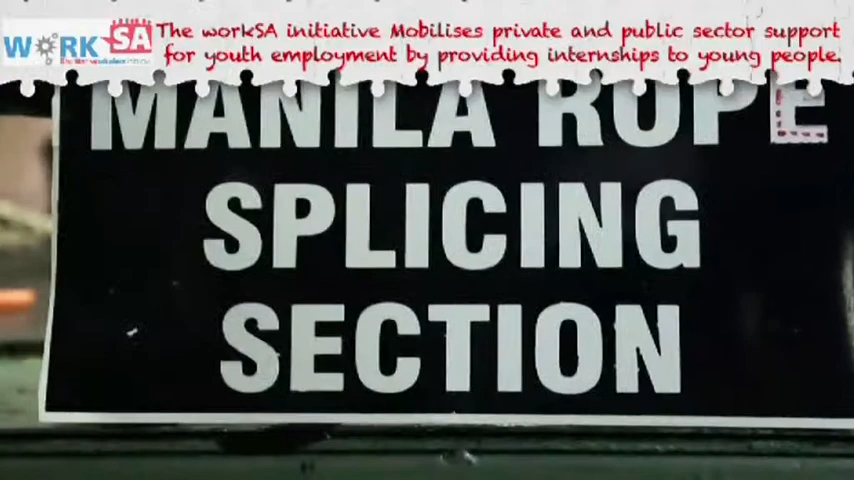 WORK SA
The workSA initiative Mobilises private and public sector support
for youth employment by providing internships to young people.
MANILA ROPE
SPLICING
SECTION